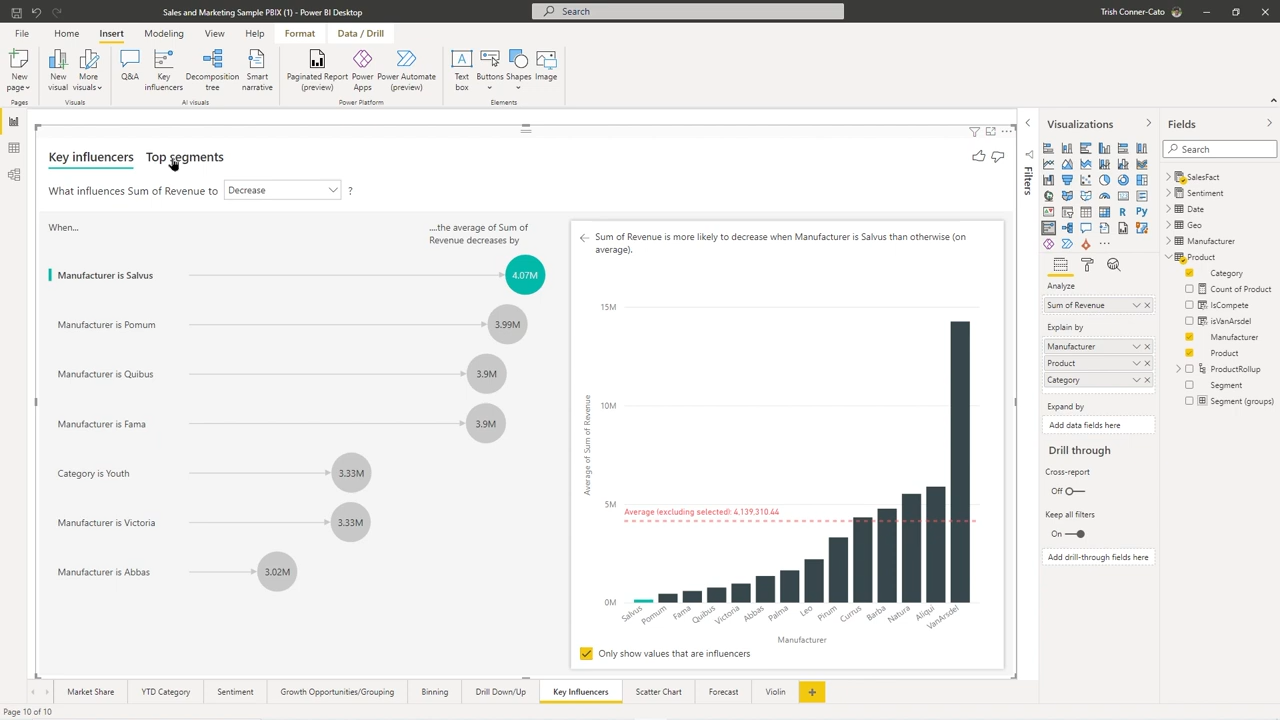 Sales and Marketing Sample PBIX (1) - Power BI Desktop
Search
Trish Conner-Cato
File
Home
Insert
Modeling
View
Help
Format
Data / Drill
New page
New visual
More visuals
Q&A
Key influencers
Decomposition tree
Smart narrative
Paginated Report (preview)
Power Apps
Power Automate (preview)
Text box
Buttons
Shapes
Image
Pages
Visuals
AI visuals
Power Platform
Elements
Key influencers
Top segments
What influences Sum of Revenue to
Decrease
?
When...
....the average of Sum of
Revenue decreases by
Manufacturer is Salvus
4.07M
Manufacturer is Pomum
3.99M
Manufacturer is Quibus
3.9M
Manufacturer is Fama
3.9M
Category is Youth
3.33M
Manufacturer is Victoria
3.33M
Manufacturer is Abbas
3.02M
Sum of Revenue is more likely to decrease when Manufacturer is Salvus than otherwise (on
average).
15M
10M
5M
0M
Average of Sum of Revenue
Average (excluding selected): 4,139,310.44
Salvus
Pomum
Fama
Quibus
Victoria
Abbas
Palma
Leo
Pirum
Currus
Barba
Natura
Aliqui
VanArsdel
Manufacturer
Only show values that are influencers
Filters
Visualizations
R
Py
Analyze
Sum of Revenue
Explain by
Manufacturer
Product
Category
Expand by
Add data fields here
Drill through
Cross-report
Off
Keep all filters
On
Add drill-through fields here
Fields
Search
SalesFact
Sentiment
Date
Geo
Manufacturer
Product
Category
Count of Product
IsCompete
isVanArsdel
Manufacturer
Product
ProductRollup
Segment
Segment (groups)
Market Share
YTD Category
Sentiment
Growth Opportunities/Grouping
Binning
Drill Down/Up
Key Influencers
Scatter Chart
Forecast
Violin
+
Page 10 of 10